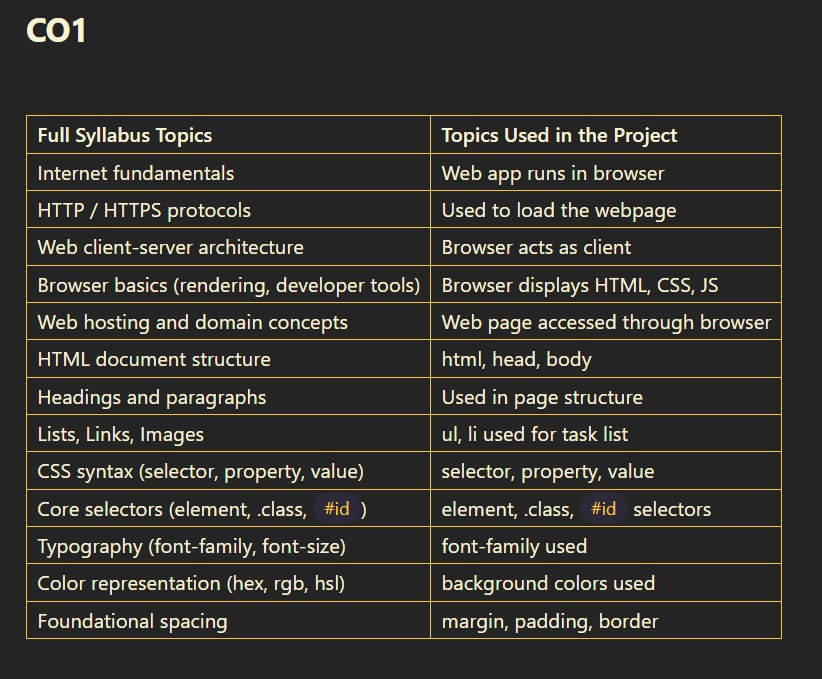 CO1
Full Syllabus Topics Topics Used in the Project
Internet fundamentals Web app runs in browser
HTTP / HTTPS protocols Used to load the webpage
Web client-server architecture Browser acts as client
Browser basics (rendering, developer tools) Browser displays HTML, CSS, JS
Web hosting and domain concepts Web page accessed through browser
HTML document structure html, head, body
Headings and paragraphs Used in page structure
Lists, Links, Images ul, li used for task list
CSS syntax (selector, property, value) selector, property, value
Core selectors (element, .class, #id ) element, .class, #id selectors
Typography (font-family, font-size) font-family used
Color representation (hex, rgb, hsl) background colors used
Foundational spacing margin, padding, border